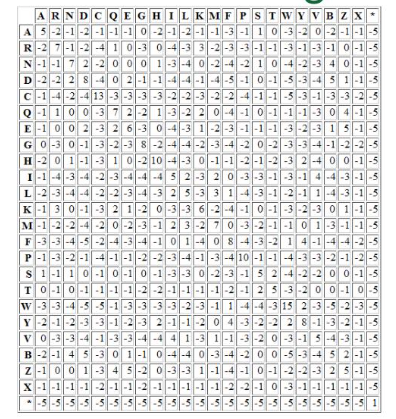 A R N D C Q E G H I L K M F P S T W Y V B Z X *
A 5 -2 -1 -2 -1 -1 -1 0 -2 -1 -2 -1 -1 -3 -1 1 0 -3 -2 0 -2 -1 -1 -5
R -2 7 -1 -2 -4 1 0 -3 0 -4 -3 3 -2 -3 -3 -1 -1 -3 -1 -3 -1 0 -1 -5
N -1 -1 7 2 -2 0 0 0 1 -3 -4 0 -2 -4 -2 1 0 -4 -2 -3 4 0 -1 -5
D -2 -2 2 8 -4 0 2 -1 -1 -4 -4 -1 -4 -5 -1 0 -1 -5 -3 -4 5 1 -1 -5
C -1 -4 -2 -4 13 -3 -3 -3 -3 -2 -2 -3 -2 -2 -4 -1 -1 -5 -3 -1 -3 -3 -2 -5
Q -1 1 0 0 -3 7 2 -2 1 -3 -2 2 0 -4 -1 0 -1 -1 -1 -3 0 4 -1 -5
E -1 0 0 2 -3 2 6 -3 0 -4 -3 1 -2 -3 -1 -1 -1 -3 -2 -3 1 5 -1 -5
G 0 -3 0 -1 -3 -2 -3 8 -2 -4 -4 -2 -3 -4 -2 0 -2 -3 -3 -4 -1 -2 -2 -5
H -2 0 1 -1 -3 1 0 -2 10 -4 -3 0 -1 -1 -2 -1 -2 -3 2 -4 0 0 -1 -5
I -1 -4 -3 -4 -2 -3 -4 -4 -4 5 2 -3 2 0 -3 -3 -1 -3 -1 4 -4 -3 -1 -5
L -2 -3 -4 -4 -2 -2 -3 -4 -3 2 5 -3 3 1 -4 -3 -1 -2 -1 1 -4 -3 -1 -5
K -1 3 0 -1 -3 2 1 -2 0 -3 -3 6 -2 -4 -1 0 -1 -3 -2 -3 0 1 -1 -5
M -1 -2 -2 -4 -2 0 -2 -3 -1 2 3 -2 7 0 -3 -2 -1 -1 0 1 -3 -1 -1 -5
F -3 -3 -4 -5 -2 -4 -3 -4 -1 0 1 -4 0 8 -4 -3 -2 1 4 -1 -4 -4 -2 -5
P -1 -3 -2 -1 -4 -1 -1 -2 -2 -3 -4 -1 -3 -4 10 -1 -1 -4 -3 -3 -2 -1 -2 -5
S 1 -1 1 0 -1 0 -1 0 -1 -3 -3 0 -2 -3 -1 5 2 -4 -2 -2 0 0 -1 -5
T 0 -1 0 -1 -1 -1 -1 -2 -2 -1 -1 -1 -1 -2 -1 2 5 -3 -2 0 0 -1 0 -5
W -3 -3 -4 -5 -5 -1 -3 -3 -3 -3 -2 -3 -1 1 -4 -4 -3 15 2 -3 -5 -2 -3 -5
Y -2 -1 -2 -3 -3 -1 -2 -3 2 -1 -1 -2 0 4 -3 -2 -2 2 8 -1 -3 -2 -1 -5
V 0 -3 -3 -4 -1 -3 -3 -4 -4 4 1 -3 1 -1 -3 -2 0 -3 -1 5 -4 -3 -1 -5
B -2 -1 4 5 -3 0 1 -1 0 -4 -4 0 -3 -4 -2 0 0 -5 -3 -4 5 2 -1 -5
Z -1 0 0 1 -3 4 5 -2 0 -3 -3 1 -1 -4 -1 0 -1 -2 -2 -3 2 5 -1 -5
X -1 -1 -1 -1 -2 -1 -1 -2 -1 -1 -1 -1 -1 -2 -2 -1 0 -3 -1 -1 -1 -1 -1 -5
* -5 -5 -5 -5 -5 -5 -5 -5 -5 -5 -5 -5 -5 -5 -5 -5 -5 -5 -5 -5 -5 -5 -5 1